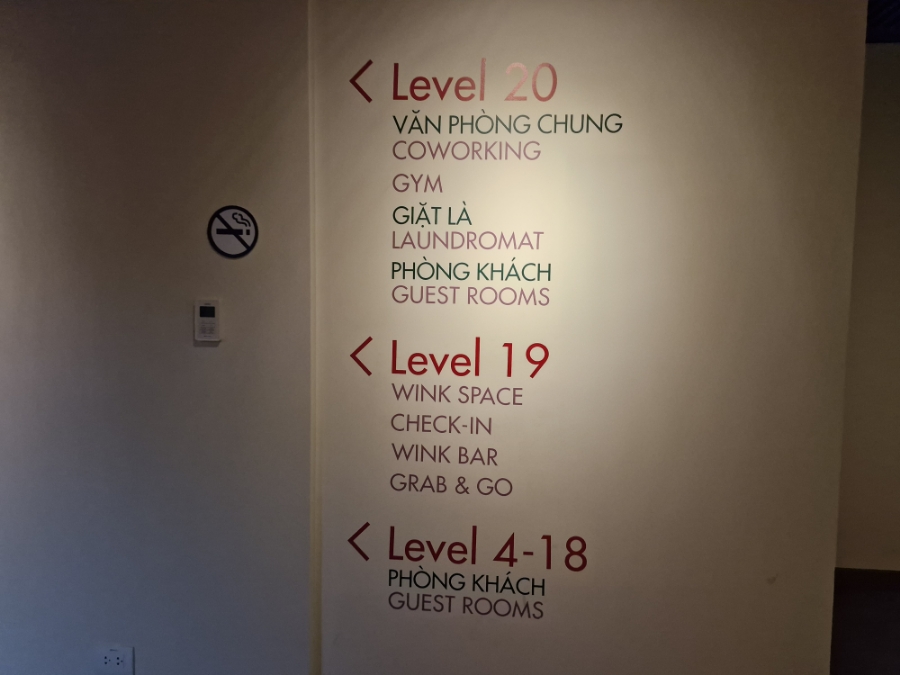 Level 20
VĂN PHÒNG CHUNG
COWORKING
GYM
GIẶT LÀ
LAUNDROMAT
PHÒNG KHÁCH
GUEST ROOMS
Level 19
WINK SPACE
CHECK-IN
WINK BAR
GRAB & GO
Level 4-18
PHÒNG KHÁCH
GUEST ROOMS